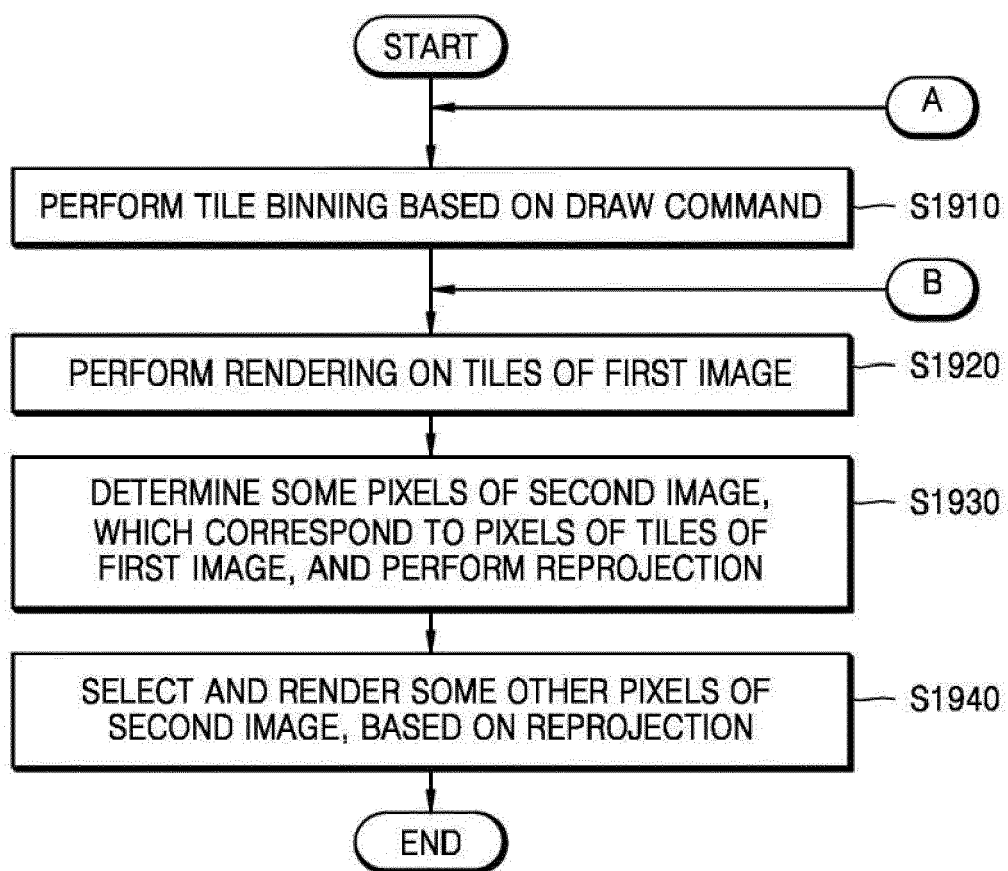 START
A
PERFORM TILE BINNING BASED ON DRAW COMMAND
S1910
B
PERFORM RENDERING ON TILES OF FIRST IMAGE
S1920
DETERMINE SOME PIXELS OF SECOND IMAGE,
WHICH CORRESPOND TO PIXELS OF TILES OF
FIRST IMAGE, AND PERFORM REPROJECTION
S1930
SELECT AND RENDER SOME OTHER PIXELS OF
SECOND IMAGE, BASED ON REPROJECTION
S1940
END